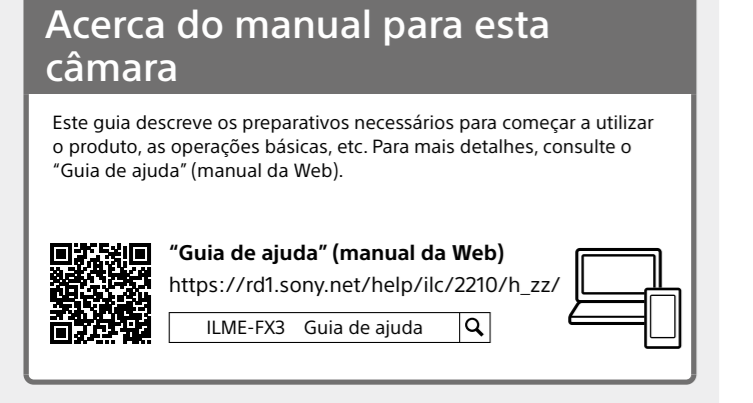 Acerca do manual para esta
câmara
Este guia descreve os preparativos necessários para começar a utilizar
o produto, as operações básicas, etc. Para mais detalhes, consulte o
“Guia de ajuda” (manual da Web).
“Guia de ajuda” (manual da Web)
https://rd1.sony.net/help/ilc/2210/h_zz/
ILME-FX3 Guia de ajuda